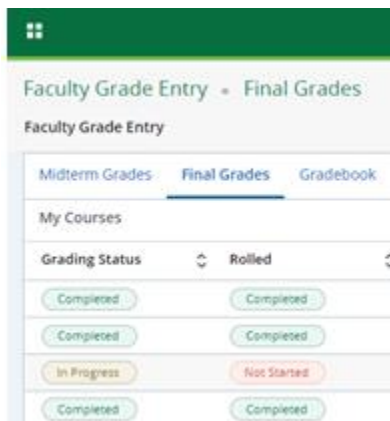 Faculty Grade Entry • Final Grades
Faculty Grade Entry
Midterm Grades Final Grades Gradebook
My Courses
Grading Status Rolled
Completed Completed
Completed Completed
In Progress Not Started
Completed Completed